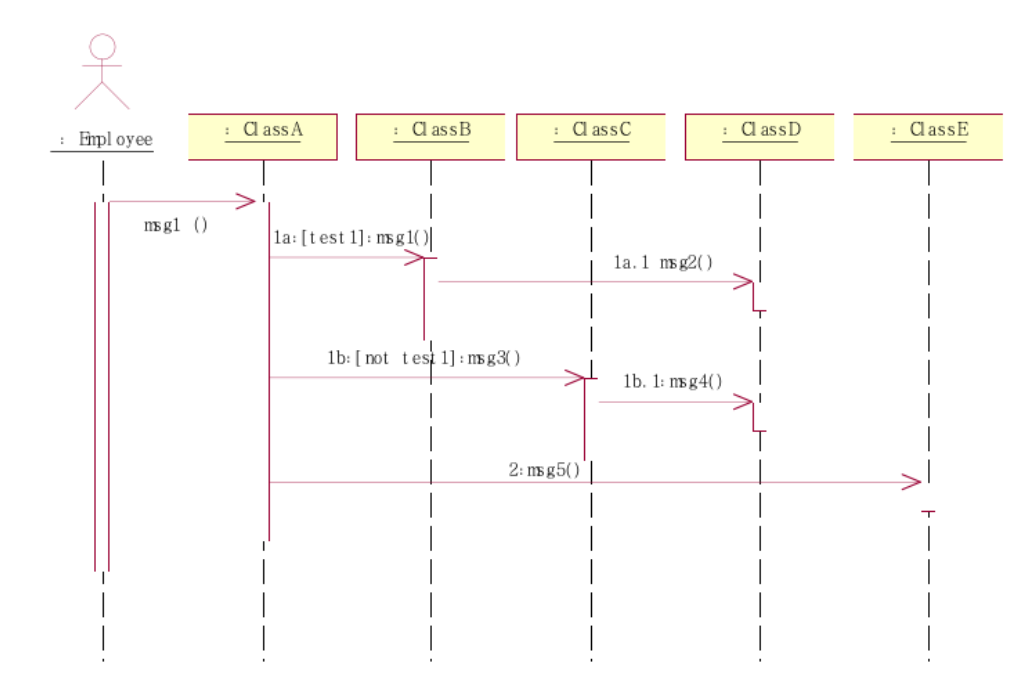 : Employee
: ClassA
: ClassB
: ClassC
: ClassD
: ClassE
msg1 ()
1a:[test1]:msg1()
1a.1 msg2()
1b:[not test1]:msg3()
1b.1:msg4()
2:msg5()